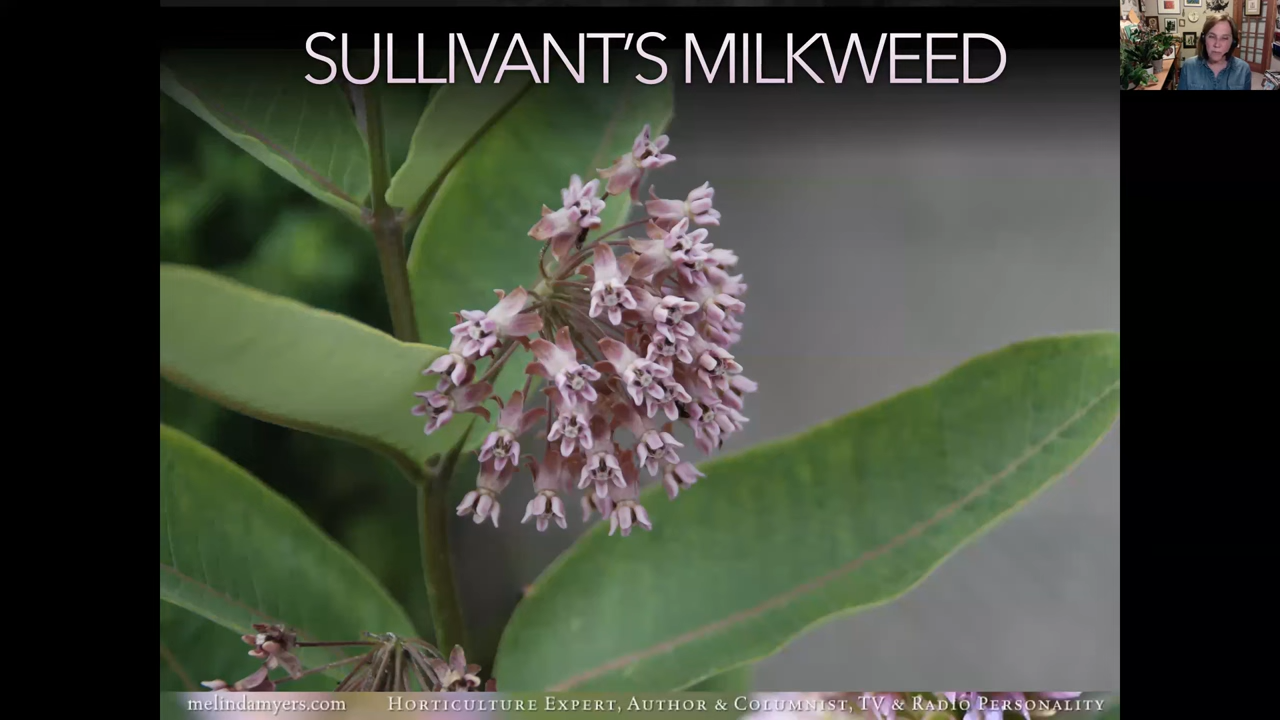 SULLIVANT'S MILKWEED
melindamyers.com HORTICULTURE EXPERT, AUTHOR & COLUMNIST, TV & RADIO PERSONALITY